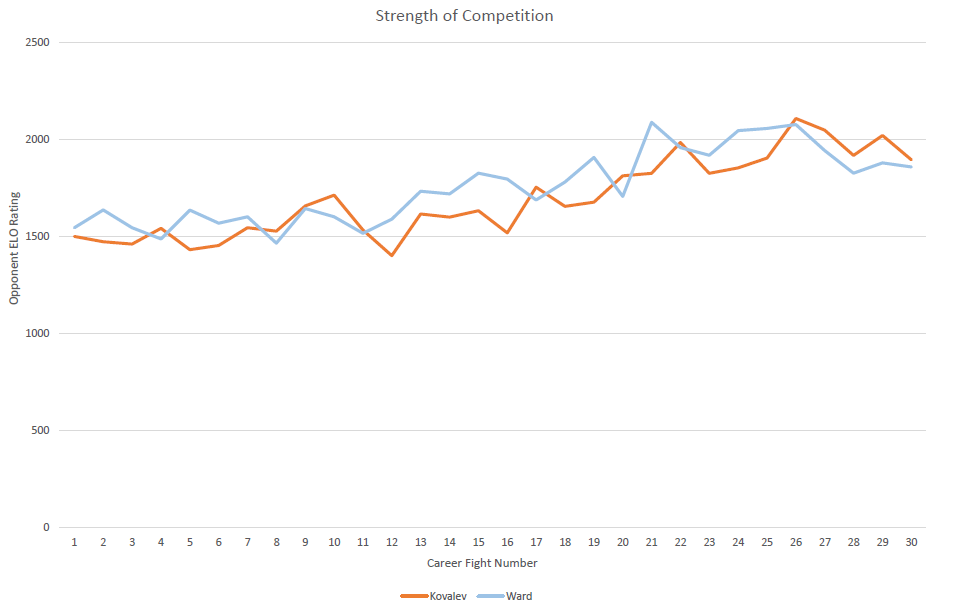 Strength of Competition
2500
2000
1500
1000
500
0
Opponent ELO Rating
1 2 3 4 5 6 7 8 9 10 11 12 13 14 15 16 17 18 19 20 21 22 23 24 25 26 27 28 29 30
Career Fight Number
Kovalev Ward